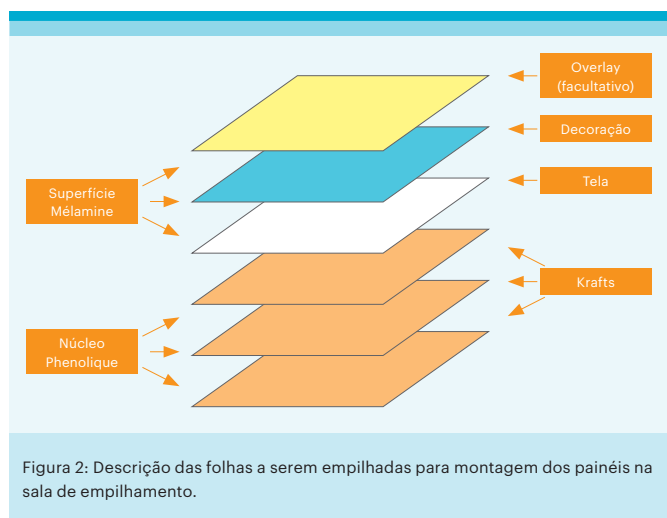 Overlay
(facultativo)
Decoração
Tela
Superfície
Mélamine
Krafts
Núcleo
Phenolique
Figura 2: Descrição das folhas a serem empilhadas para montagem dos painéis na
sala de empilhamento.